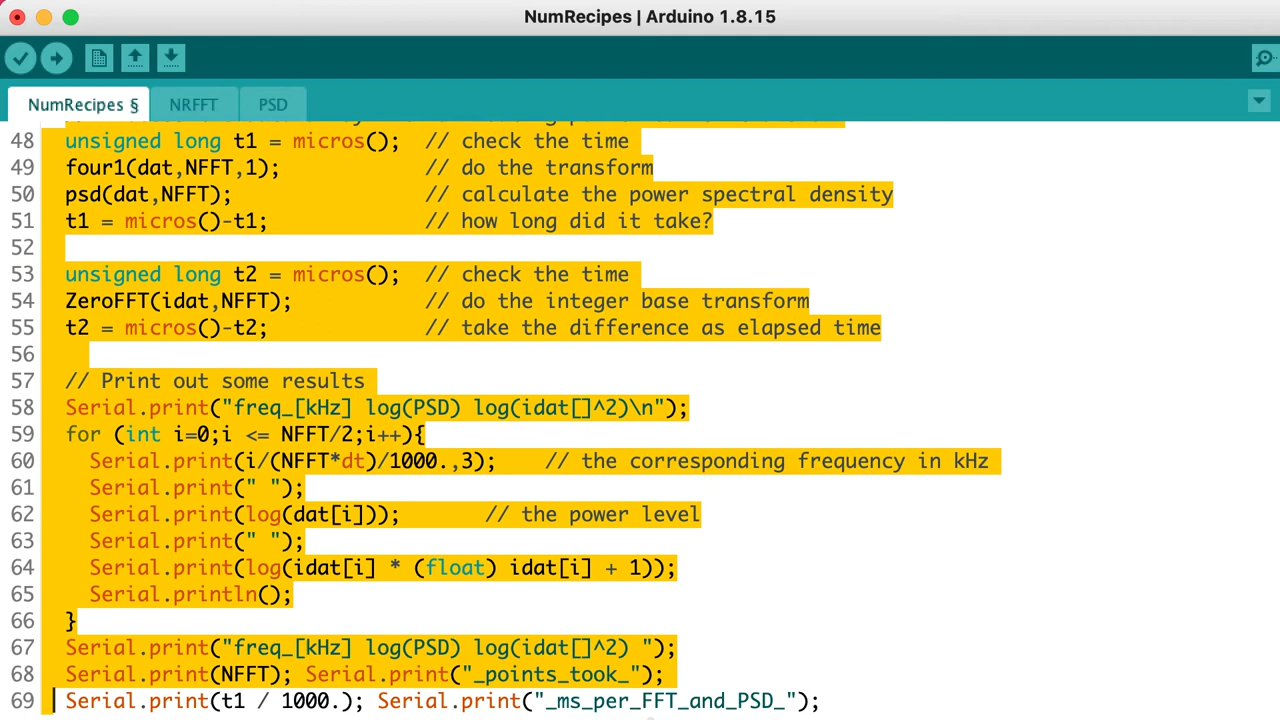 NumRecipes | Arduino 1.8.15
NumRecipes § NRFFT PSD
48 unsigned long t1 = micros(); // check the time
49 four1(dat,NFFT,1); // do the transform
50 psd(dat,NFFT); // calculate the power spectral density
51 t1 = micros()-t1; // how long did it take?
52
53 unsigned long t2 = micros(); // check the time
54 ZeroFFT(idat,NFFT); // do the integer base transform
55 t2 = micros()-t2; // take the difference as elapsed time
56
57 // Print out some results
58 Serial.print("freq_[kHz] log(PSD) log(idat[]^2)\n");
59 for (int i=0;i <= NFFT/2;i++){
60 Serial.print(i/(NFFT*dt)/1000.,3); // the corresponding frequency in kHz
61 Serial.print(" ");
62 Serial.print(log(dat[i])); // the power level
63 Serial.print(" ");
64 Serial.print(log(idat[i] * (float) idat[i] + 1));
65 Serial.println();
66 }
67 Serial.print("freq_[kHz] log(PSD) log(idat[]^2) ");
68 Serial.print(NFFT); Serial.print("_points_took_");
69 Serial.print(t1 / 1000.); Serial.print("_ms_per_FFT_and_PSD_");